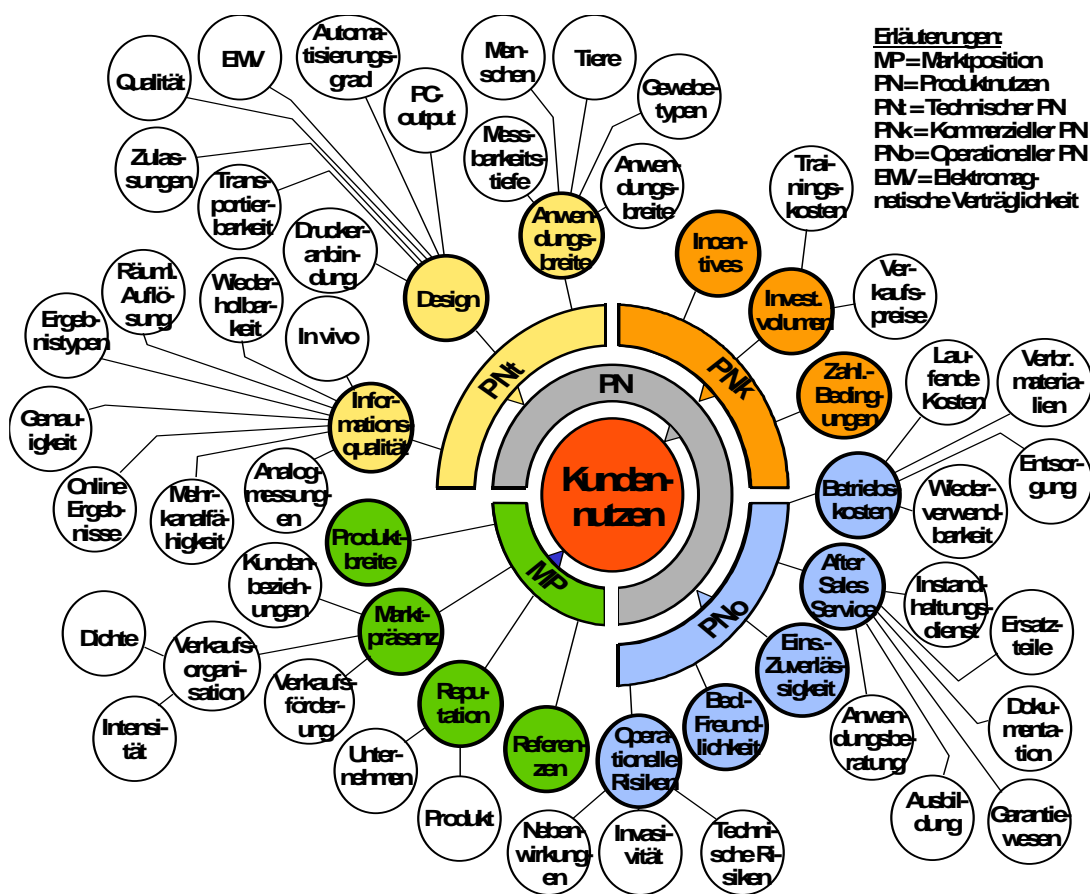 Erläuterungen:
MP = Marktposition
PN = Produktnutzen
PNt = Technischer PN
PNk = Kommerzieller PN
PNo = Operationeller PN
EMV = Elektromag-
netische Verträglichkeit
Qualität
EMV
Automa-
tisierungs-
grad
PC-
output
Men-
schen
Tiere
Gewebe-
typen
Mess-
barkeits-
tiefe
Anwen-
dungs-
breite
Anwen-
dungsbreite
Zulas-
sungen
Trans-
portier-
barkeit
Drucker-
anbin-
dung
Design
Incen-
tives
Trai-
nings-
kosten
Invest.-
volumen
Ver-
kaufs-
preise
Zahl.-
Bedin-
gungen
Räuml.
Auflö-
sung
Wieder-
holbar-
keit
In vivo
Ergeb-
nistypen
Genau-
igkeit
Infor-
mations-
qualität
Online
Ergeb-
nisse
Mehr-
kanalfä-
higkeit
Analog-
messung-
en
PNt
PN
PNk
Kunden-
nutzen
MP
PNo
Lau-
fende
Kosten
Verbr.-
materia-
lien
Entsor-
gung
Betriebs-
kosten
Wieder-
verwend-
barkeit
Produkt-
breite
Kunden-
bezieh-
ungen
Markt-
präsenz
Dichte
Verkaufs-
organi-
sation
Intensi-
tät
Verkaufs-
förder-
ung
Repu-
tation
Unter-
nehmen
Produkt
Referen-
zen
After
Sales
Service
Instand-
haltungs-
dienst
Ersatz-
teile
Doku-
mentation
Garantie-
wesen
Ausbil-
dung
Anwen-
dungsbe-
ratung
Eins.-
Zuverläs-
sigkeit
Bed.-
Freund-
lichkeit
Opera-
tionelle
Risiken
Neben-
wirkung-
en
Invasi-
vität
Techni-
sche Ri-
siken